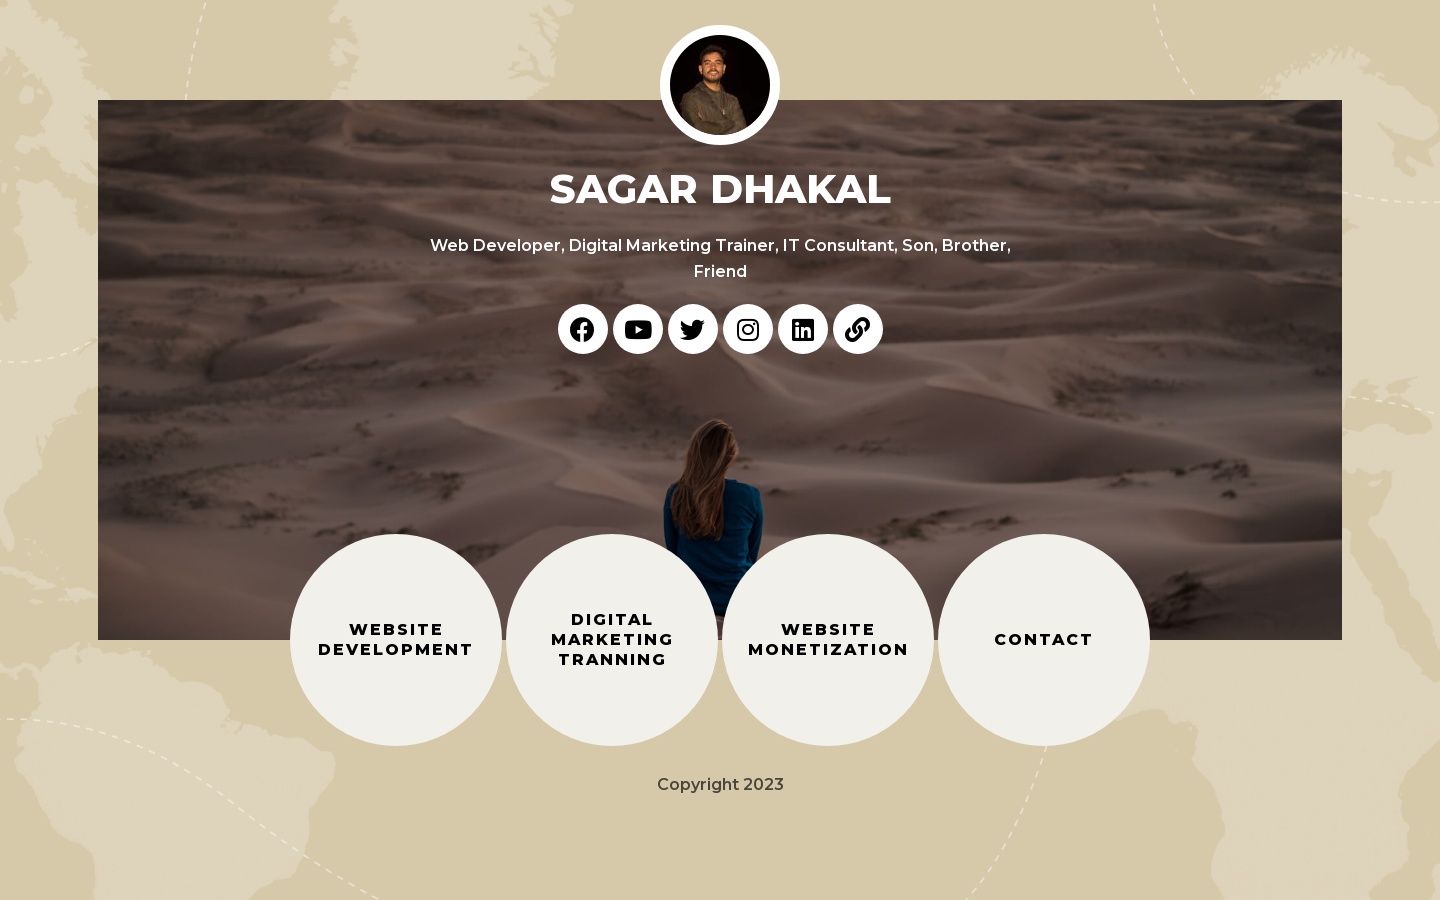 SAGAR DHAKAL
Web Developer, Digital Marketing Trainer, IT Consultant, Son, Brother,
Friend
WEBSITE
DEVELOPMENT
DIGITAL
MARKETING
TRANNING
WEBSITE
MONETIZATION
CONTACT
Copyright 2023